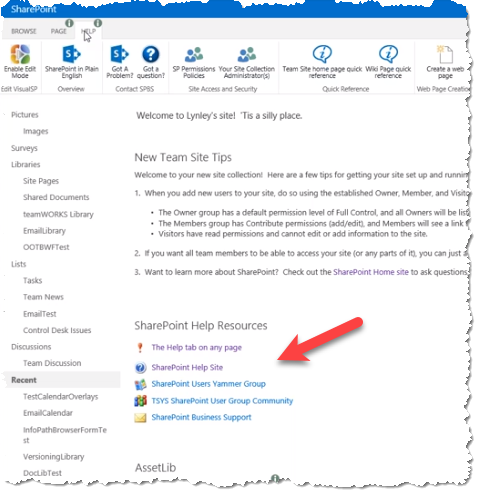 SharePoint
BROWSE PAGE HELP
Enable Edit Mode
SharePoint in Plain English
Got A Problem?
Got a question?
SP Permissions Policies
Your Site Collection Administrator(s)
Team Site home page quick reference
Wiki Page quick reference
Create a web page
Edit VisualSP
Overview
Contact SPBS
Site Access and Security
Quick Reference
Web Page Creation
Pictures
Images
Surveys
Libraries
Site Pages
Shared Documents
teamWORKS Library
EmailLibrary
OOTBWFTest
Lists
Tasks
Team News
EmailTest
Control Desk Issues
Discussions
Team Discussion
Recent
TestCalendarOverlays
EmailCalendar
InfoPathBrowserFormTe
st
VersioningLibrary
DocLibTest
Welcome to Lynley's site! 'Tis a silly place.
New Team Site Tips
Welcome to your new site collection! Here are a few tips for getting your site set up and runnin
1. When you add new users to your site, do so using the established Owner, Member, and Visito
• The Owner group has a default permission level of Full Control, and all Owners will be lis
• The Members group has Contribute permissions (add/edit), and Members will see a link f
• Visitors have read permissions and cannot edit or add information to the site.
2. If you want all team members to be able to access your site (or any parts of it), you can just a
3. Want to learn more about SharePoint? Check out the SharePoint Home site to ask questions
SharePoint Help Resources
The Help tab on any page
SharePoint Help Site
SharePoint Users Yammer Group
TSYS SharePoint User Group Community
SharePoint Business Support
AssetLib